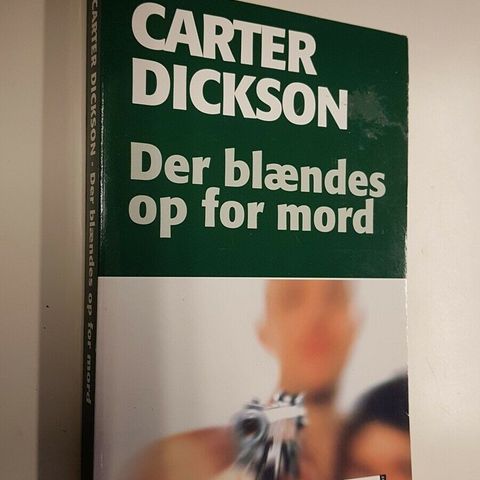 CARTER
DICKSON
Der blændes
op for mord
CARTER DICKSON · Der blændes op for mord